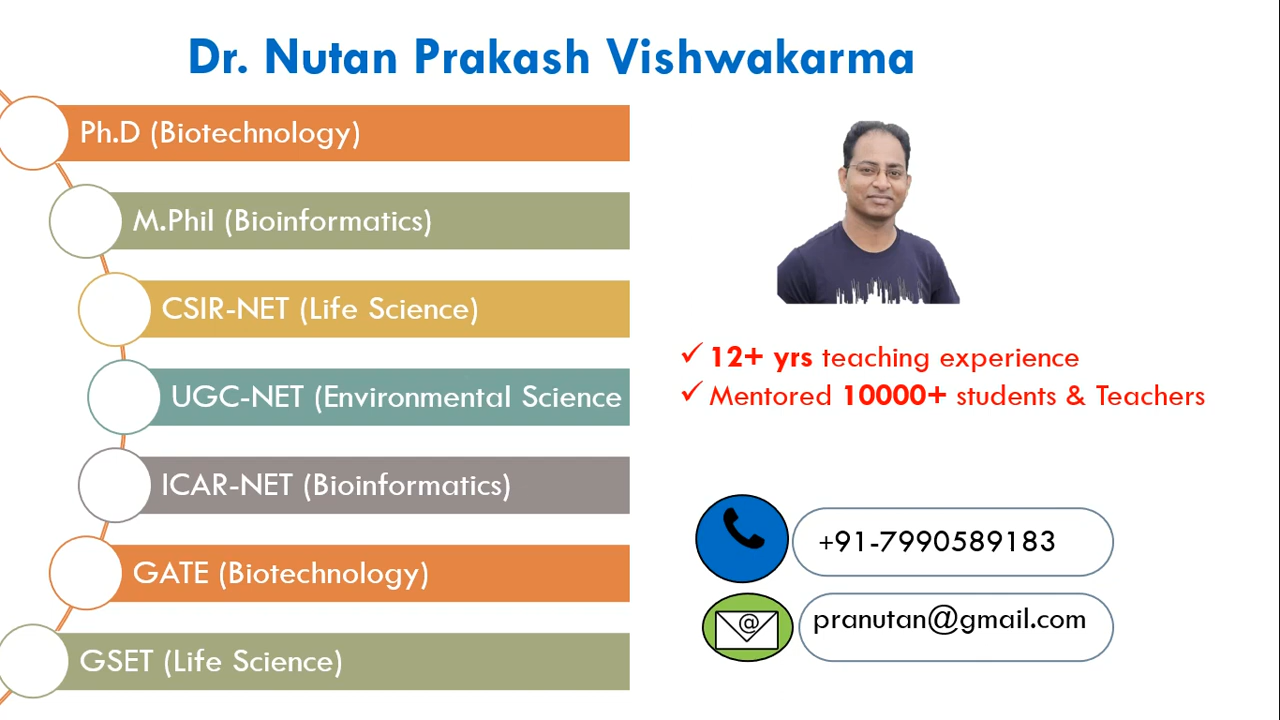 Dr. Nutan Prakash Vishwakarma
Ph.D (Biotechnology)
M.Phil (Bioinformatics)
CSIR-NET (Life Science)
UGC-NET (Environmental Science
ICAR-NET (Bioinformatics)
GATE (Biotechnology)
GSET (Life Science)
✓ 12+ yrs teaching experience
✓ Mentored 10000+ students & Teachers
+91-7990589183
@
pranutan@gmail.com